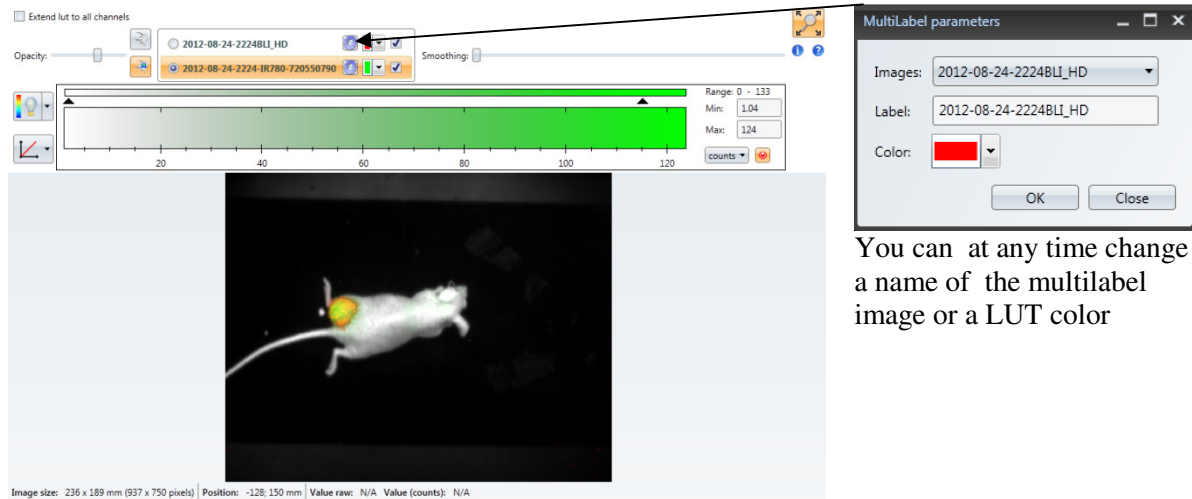 Extend lut to all channels
Opacity:
2012-08-24-2224BLI_HD
2012-08-24-2224-IR780-720550790
Smoothing:
Range: 0 - 133
Min: 1.04
Max: 124
counts
20 40 60 80 100 120
Image size: 236 x 189 mm (937 x 750 pixels) Position: -128; 150 mm Value raw: N/A Value (counts): N/A
MultiLabel parameters
Images: 2012-08-24-2224BLI_HD
Label: 2012-08-24-2224BLI_HD
Color:
OK Close
You can at any time change
a name of the multilabel
image or a LUT color